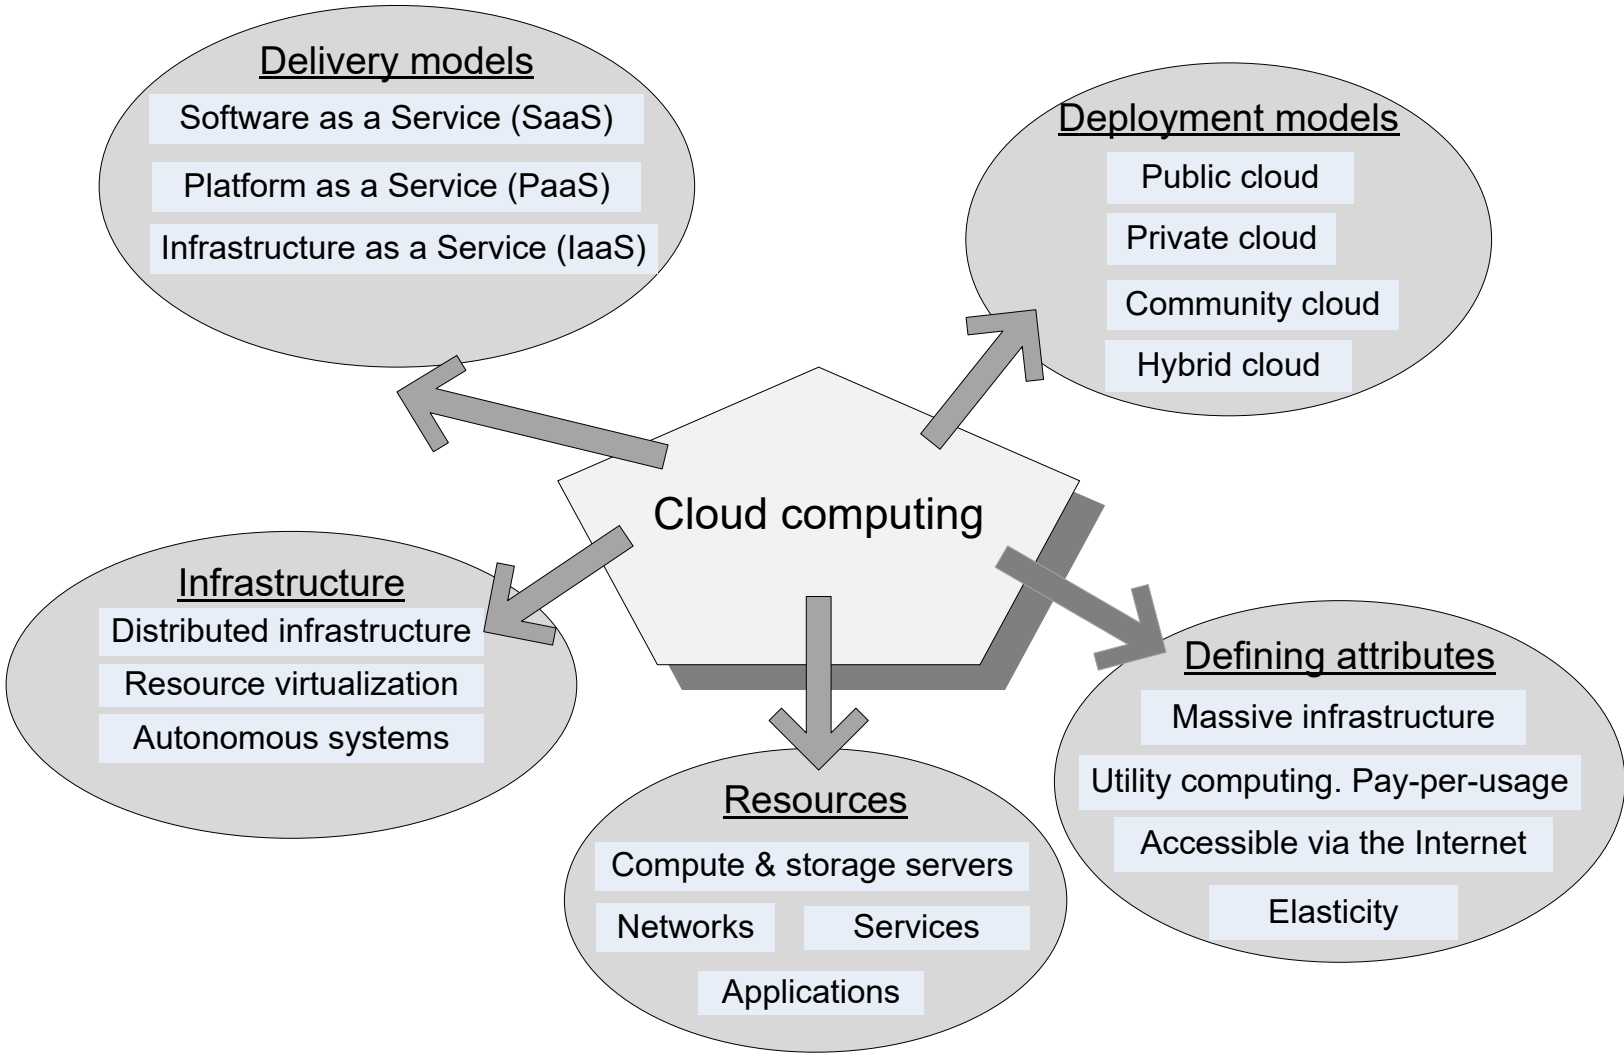 Delivery models
Software as a Service (SaaS)
Platform as a Service (PaaS)
Infrastructure as a Service (IaaS)
Deployment models
Public cloud
Private cloud
Community cloud
Hybrid cloud
Cloud computing
Infrastructure
Distributed infrastructure
Resource virtualization
Autonomous systems
Resources
Compute & storage servers
Networks
Services
Applications
Defining attributes
Massive infrastructure
Utility computing. Pay-per-usage
Accessible via the Internet
Elasticity